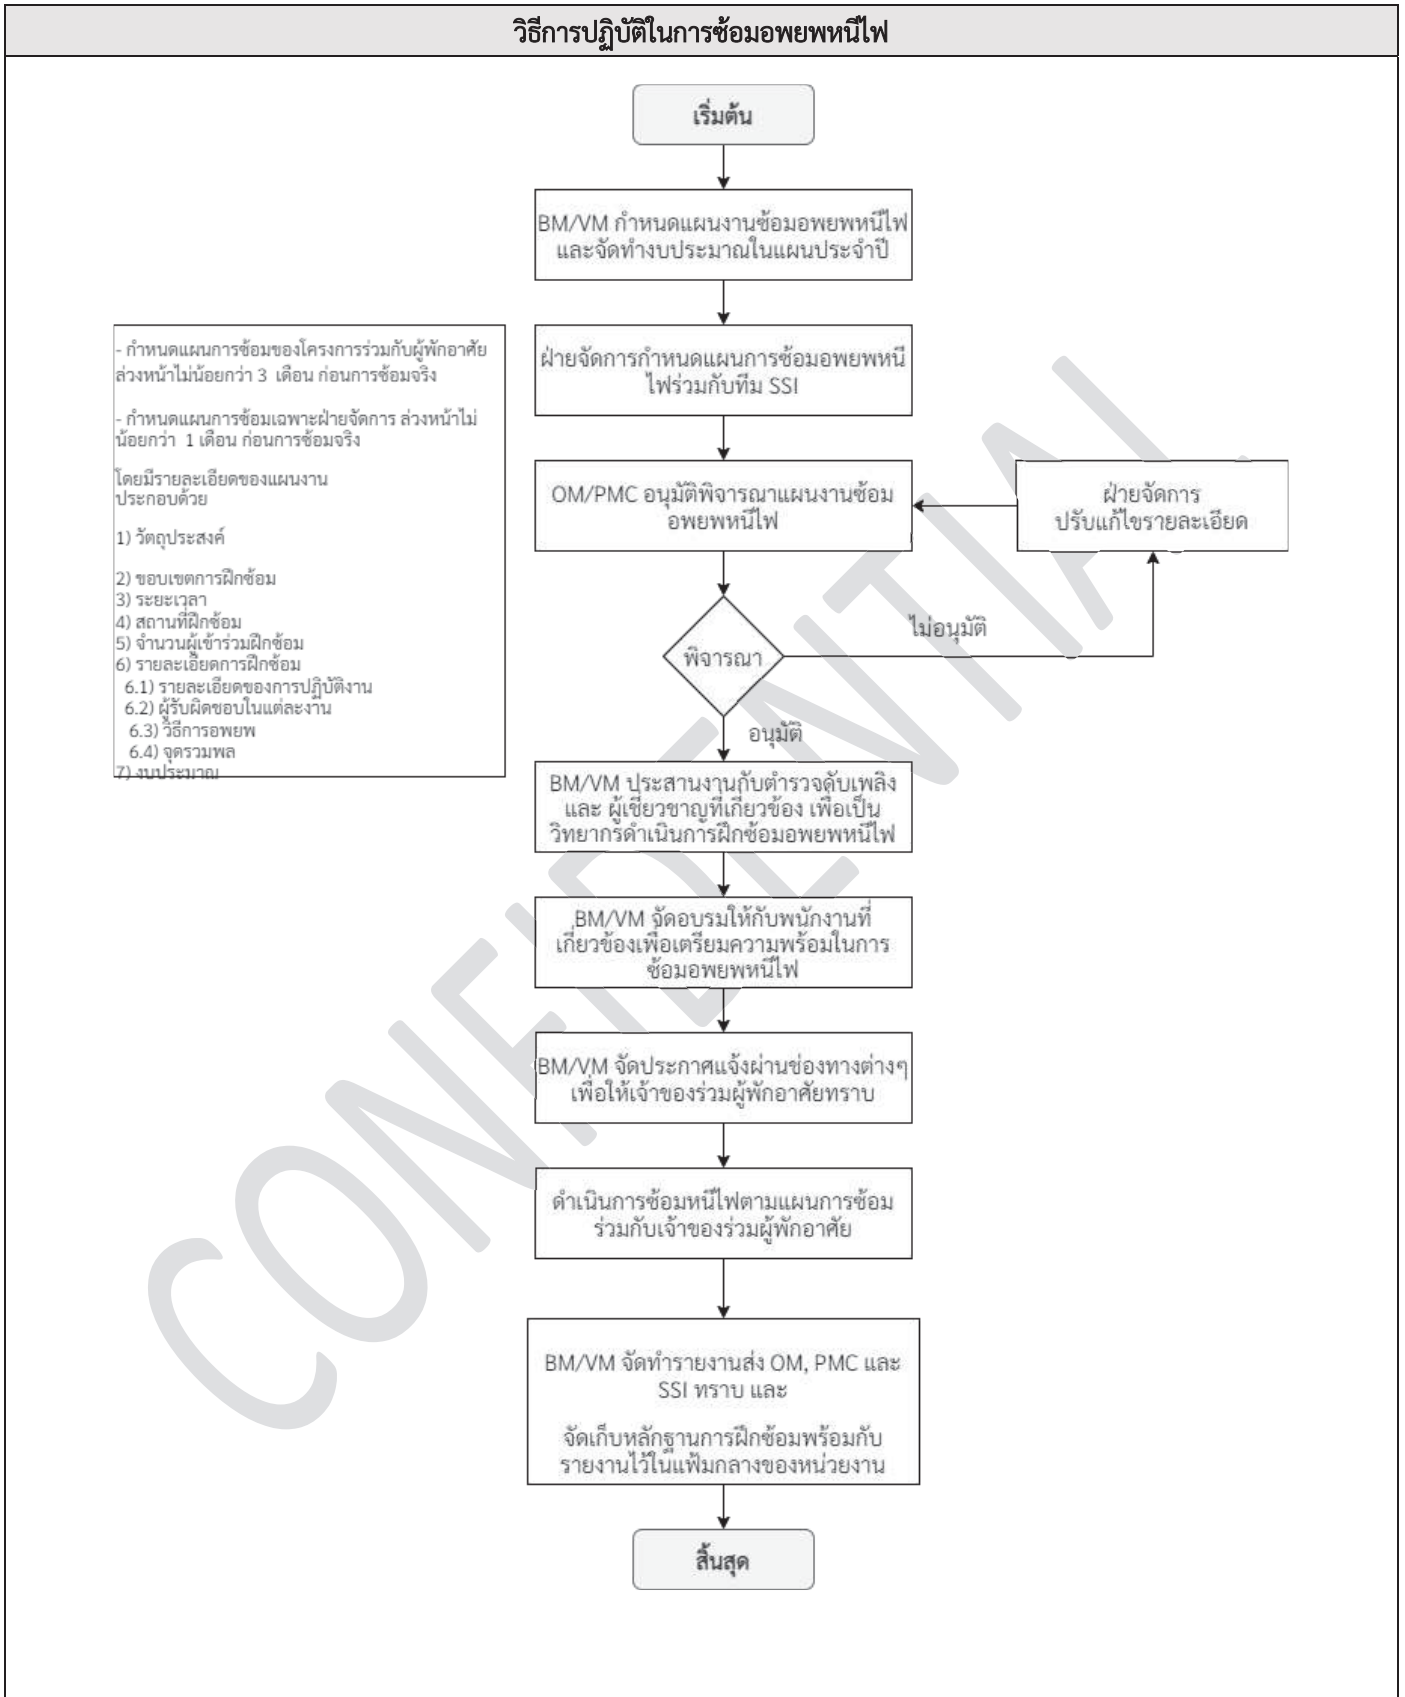 วิธีการปฏิบัติในการซ้อมอพยพหนีไฟ
เริ่มต้น
BM/VM กำหนดแผนงานซ้อมอพยพหนีไฟ
และจัดทำงบประมาณในแผนประจำปี
ฝ่ายจัดการกำหนดแผนการซ้อมอพยพหนี
ไฟร่วมกับทีม SSI
- กำหนดแผนการซ้อมของโครงการร่วมกับผู้พักอาศัย
ล่วงหน้าไม่น้อยกว่า 3 เดือน ก่อนการซ้อมจริง
- กำหนดแผนการซ้อมเฉพาะฝ่ายจัดการ ล่วงหน้าไม่
น้อยกว่า 1 เดือน ก่อนการซ้อมจริง
โดยมีรายละเอียดของแผนงาน
ประกอบด้วย
1) วัตถุประสงค์
2) ขอบเขตการฝึกซ้อม
3) ระยะเวลา
4) สถานที่ฝึกซ้อม
5) จำนวนผู้เข้าร่วมฝึกซ้อม
6) รายละเอียดการฝึกซ้อม
6.1) รายละเอียดของการปฏิบัติงาน
6.2) ผู้รับผิดชอบในแต่ละงาน
6.3) วิธีการอพยพ
6.4) จุดรวมพล
7) งบประมาณ
OM/PMC อนุมัติพิจารณาแผนงานซ้อม
อพยพหนีไฟ
ฝ่ายจัดการ
ปรับแก้ไขรายละเอียด
พิจารณา
ไม่อนุมัติ
อนุมัติ
BM/VM ประสานงานกับตำรวจดับเพลิง
และ ผู้เชี่ยวชาญที่เกี่ยวข้อง เพื่อเป็น
วิทยากรดำเนินการฝึกซ้อมอพยพหนีไฟ
BM/VM จัดอบรมให้กับพนักงานที่
เกี่ยวข้องเพื่อเตรียมความพร้อมในการ
ซ้อมอพยพหนีไฟ
BM/VM จัดประกาศแจ้งผ่านช่องทางต่างๆ
เพื่อให้เจ้าของร่วมผู้พักอาศัยทราบ
ดำเนินการซ้อมหนีไฟตามแผนการซ้อม
ร่วมกับเจ้าของร่วมผู้พักอาศัย
BM/VM จัดทำรายงานส่ง OM, PMC และ
SSI ทราบ และ
จัดเก็บหลักฐานการฝึกซ้อมพร้อมกับ
รายงานไว้ในแฟ้มกลางของหน่วยงาน
สิ้นสุด
CONFIDENTIAL